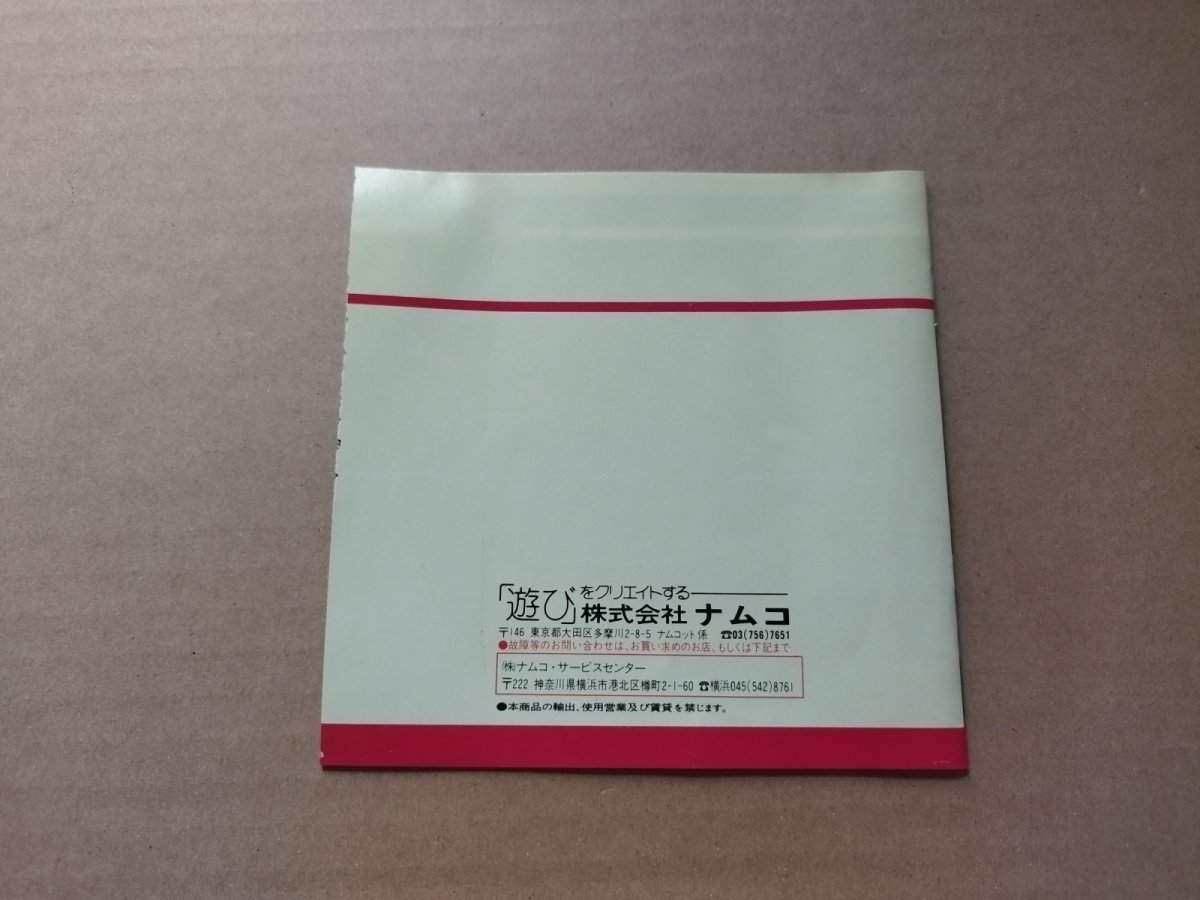 「遊び」をクリエイトする
株式会社 ナムコ
〒146 東京都大田区多摩川2-8-5 ナムコット係 ☎03(756)7651
●故障等のお問い合わせは、お買い求めのお店、もしくは下記まで
㈱ナムコ・サービスセンター
〒222 神奈川県横浜市港北区樽町2-1-60 ☎横浜045(542)8761
●本商品の輸出、使用営業及び賃貸を禁じます。